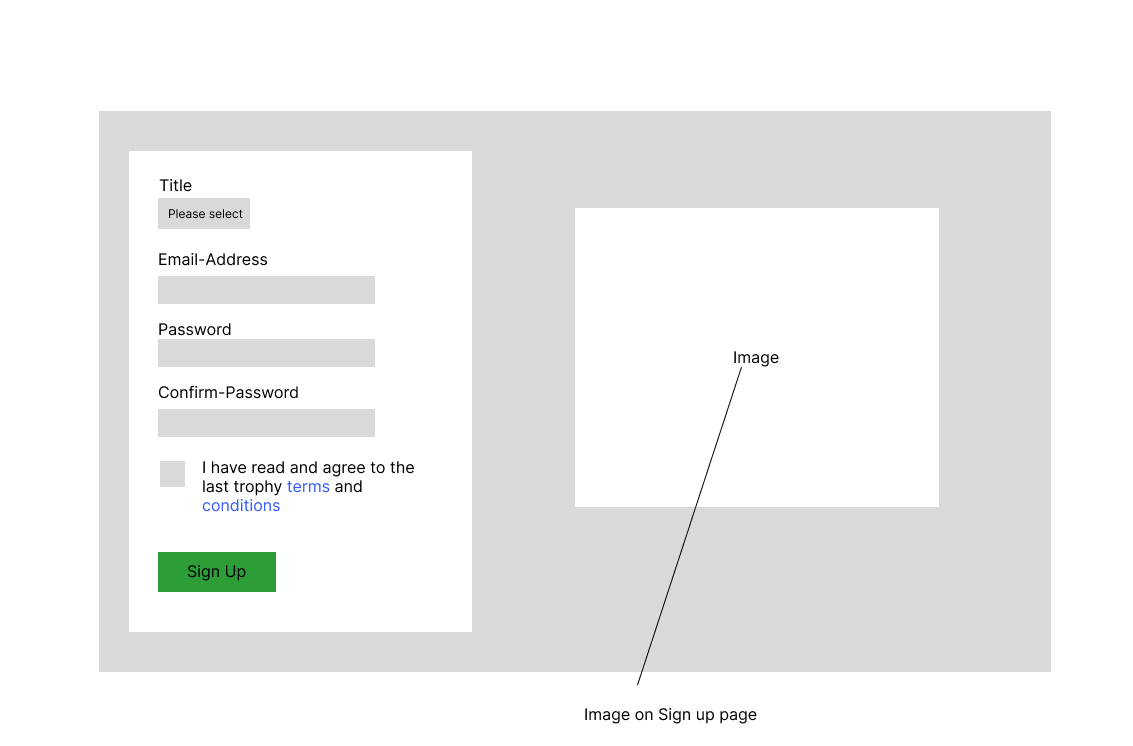 Title
Please select
Email-Address
Password
Confirm-Password
I have read and agree to the
last trophy terms and
conditions
Sign Up
Image
Image on Sign up page